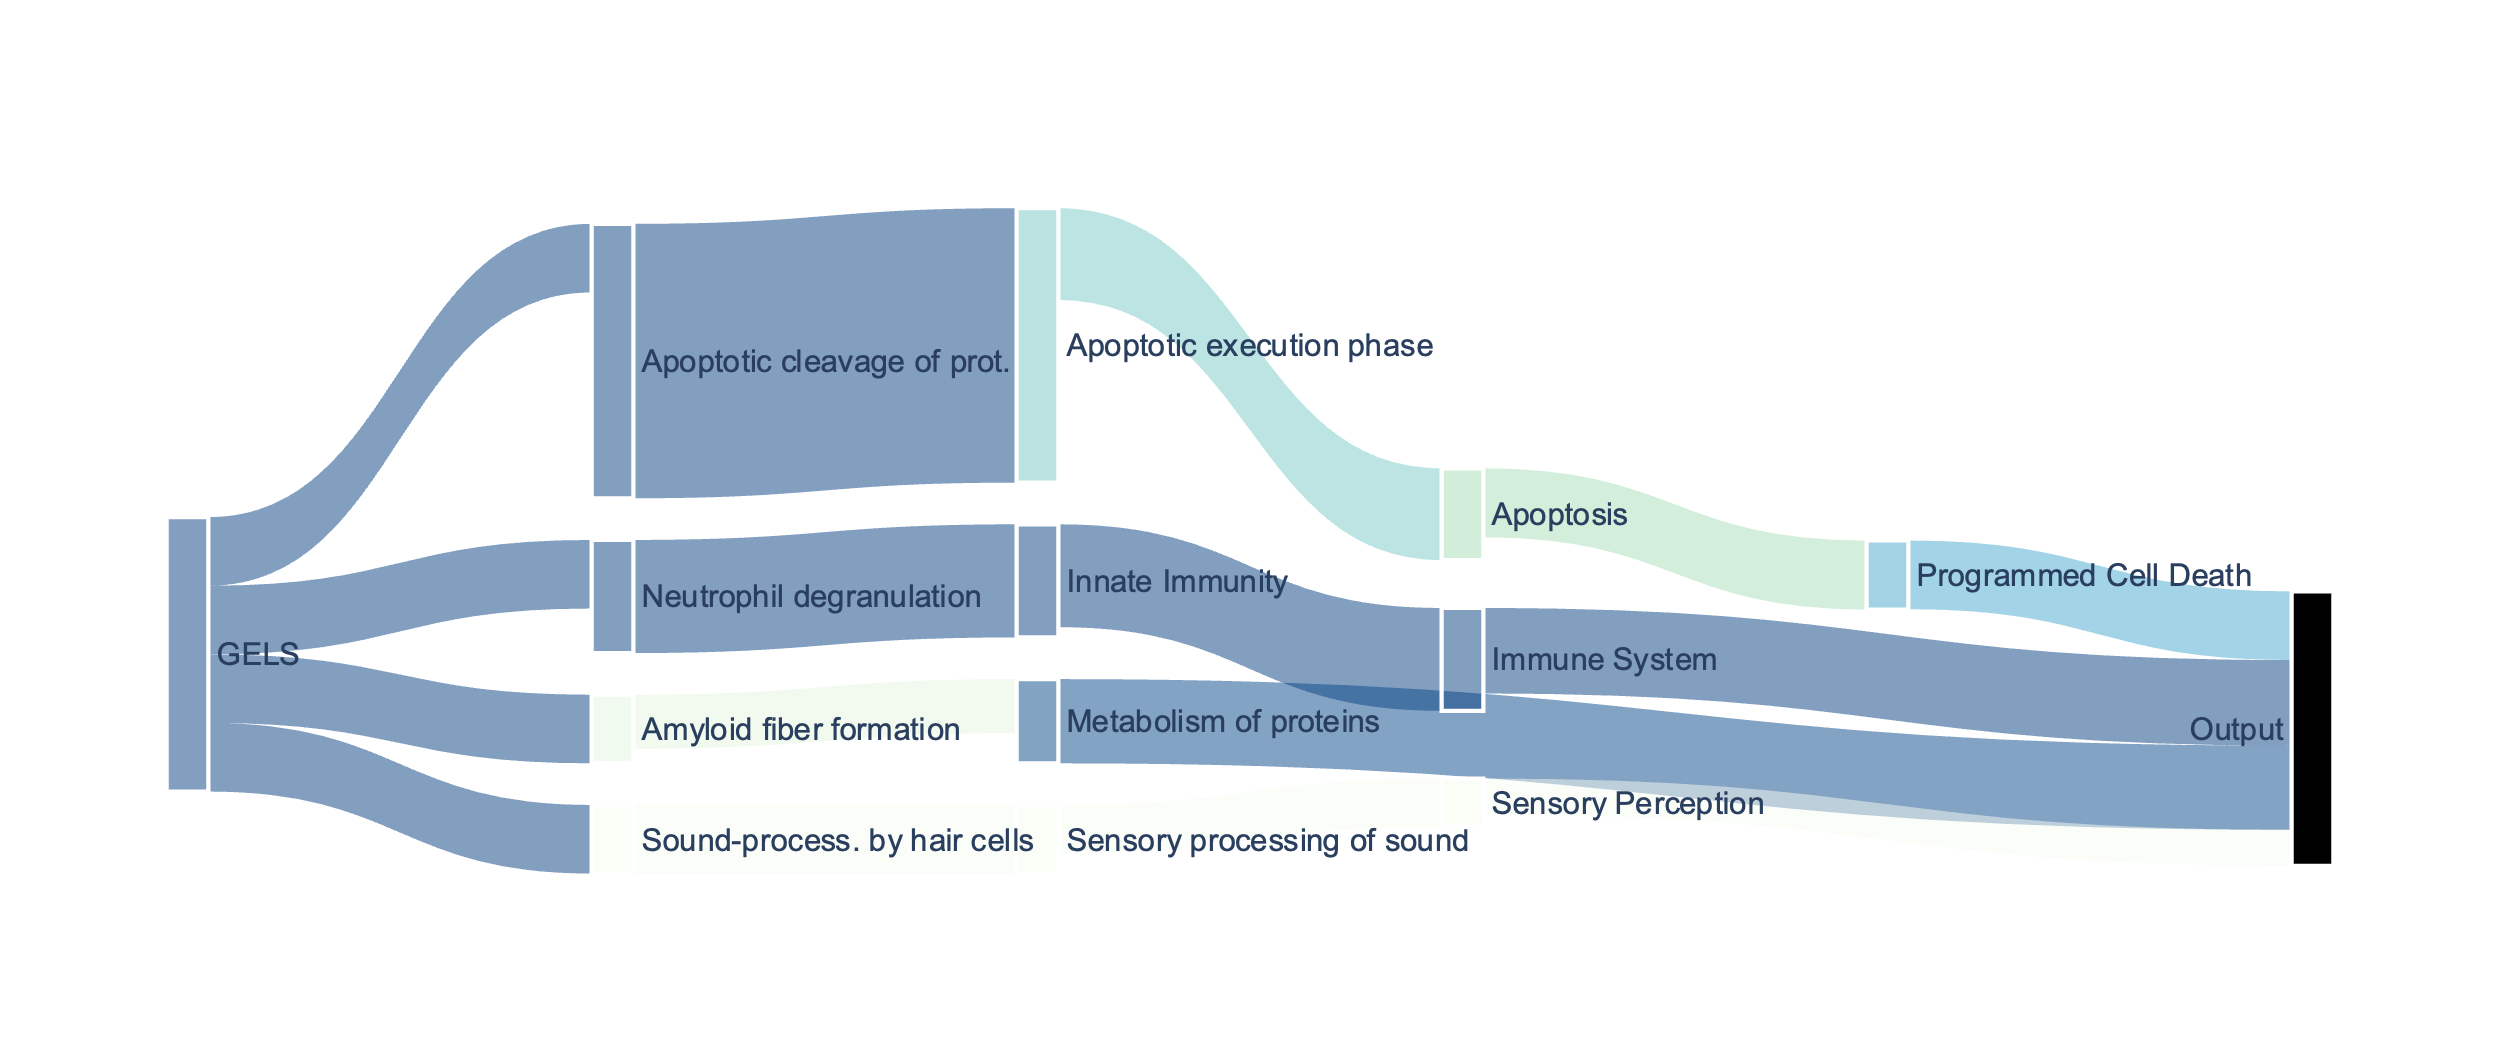 GELS
Apoptotic cleavage of prot.
Neutrophil degranulation
Amyloid fiber formation
Sound-process. by hair cells
Apoptotic execution phase
Innate Immunity
Metabolism of proteins
Sensory processing of sound
Apoptosis
Immune System
Sensory Perception
Programmed Cell Death
Output